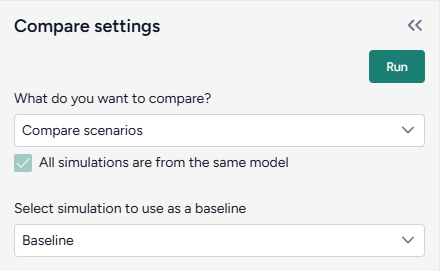 Compare settings
Run
What do you want to compare?
Compare scenarios
All simulations are from the same model
Select simulation to use as a baseline
Baseline